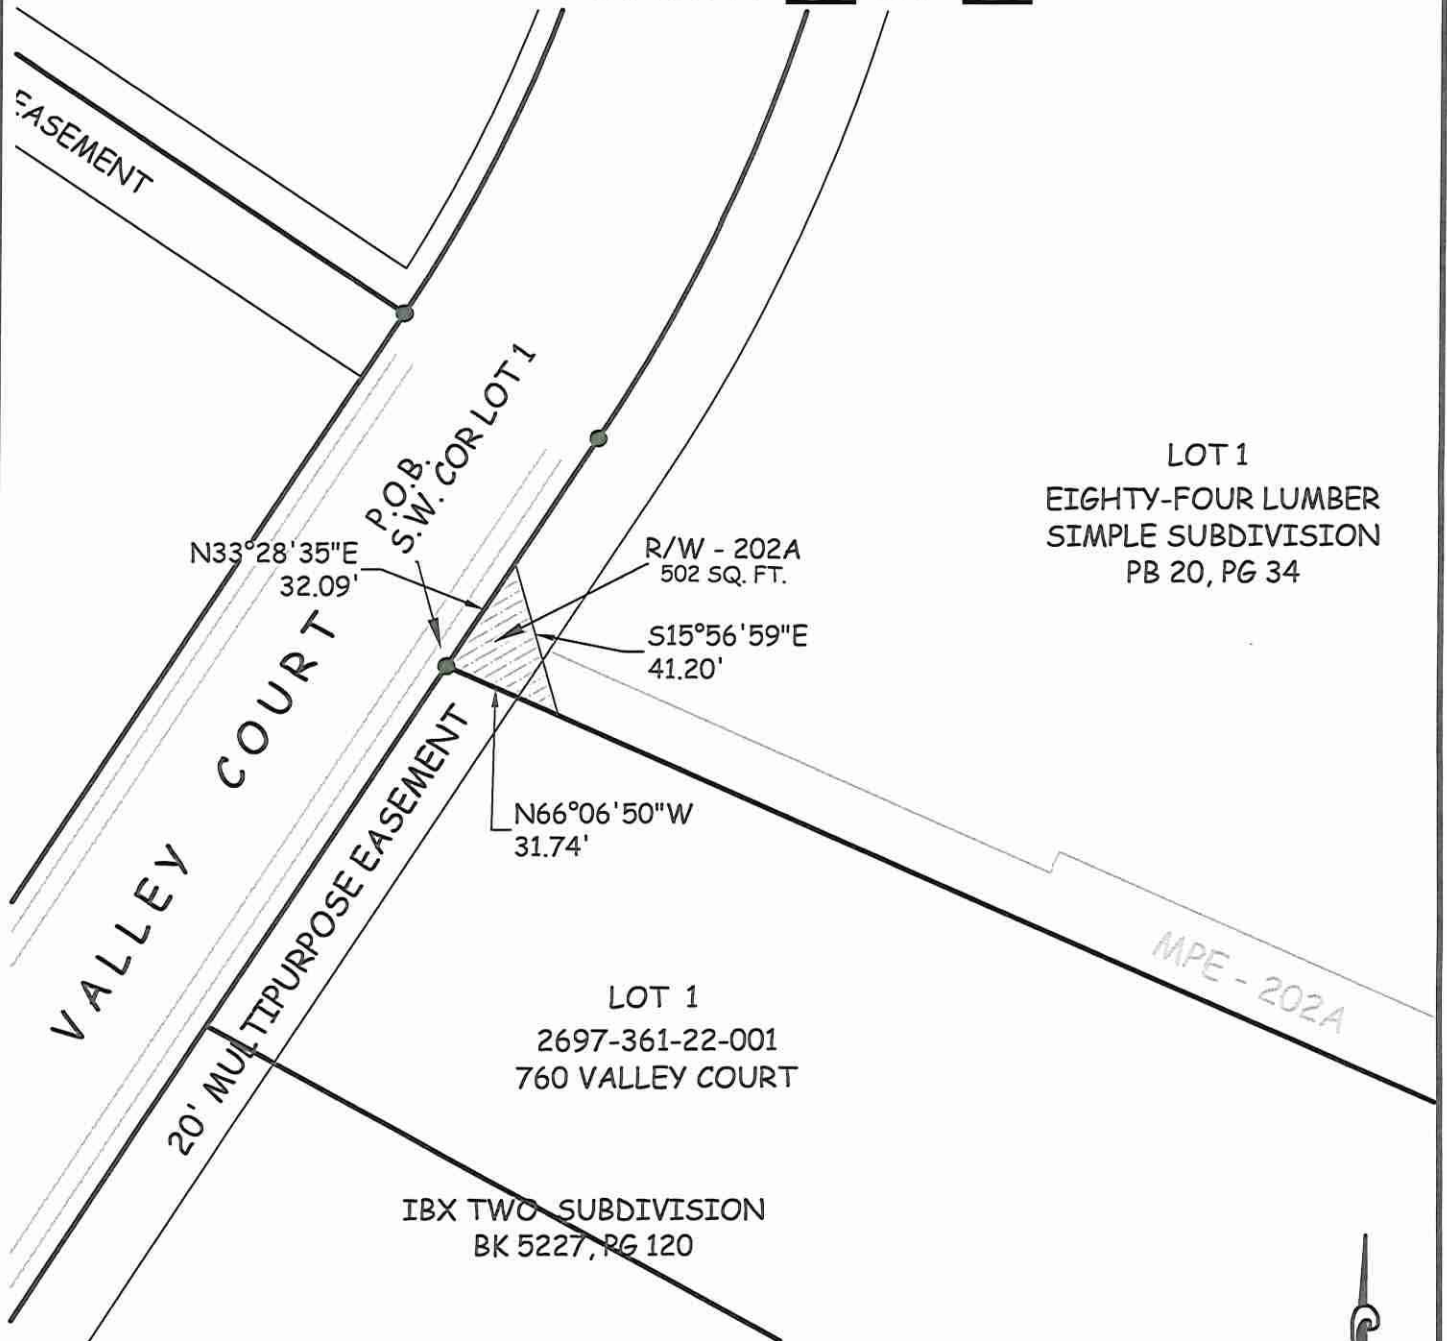 EASEMENT
P.O.B.
S.W. COR LOT 1
N33°28'35"E
32.09'
R/W - 202A
502 SQ. FT.
S15°56'59"E
41.20'
LOT 1
EIGHTY-FOUR LUMBER
SIMPLE SUBDIVISION
PB 20, PG 34
VALLEY COURT
20' MULTIPURPOSE EASEMENT
N66°06'50"W
31.74'
MPE - 202A
LOT 1
2697-361-22-001
760 VALLEY COURT
IBX TWO SUBDIVISION
BK 5227, PG 120